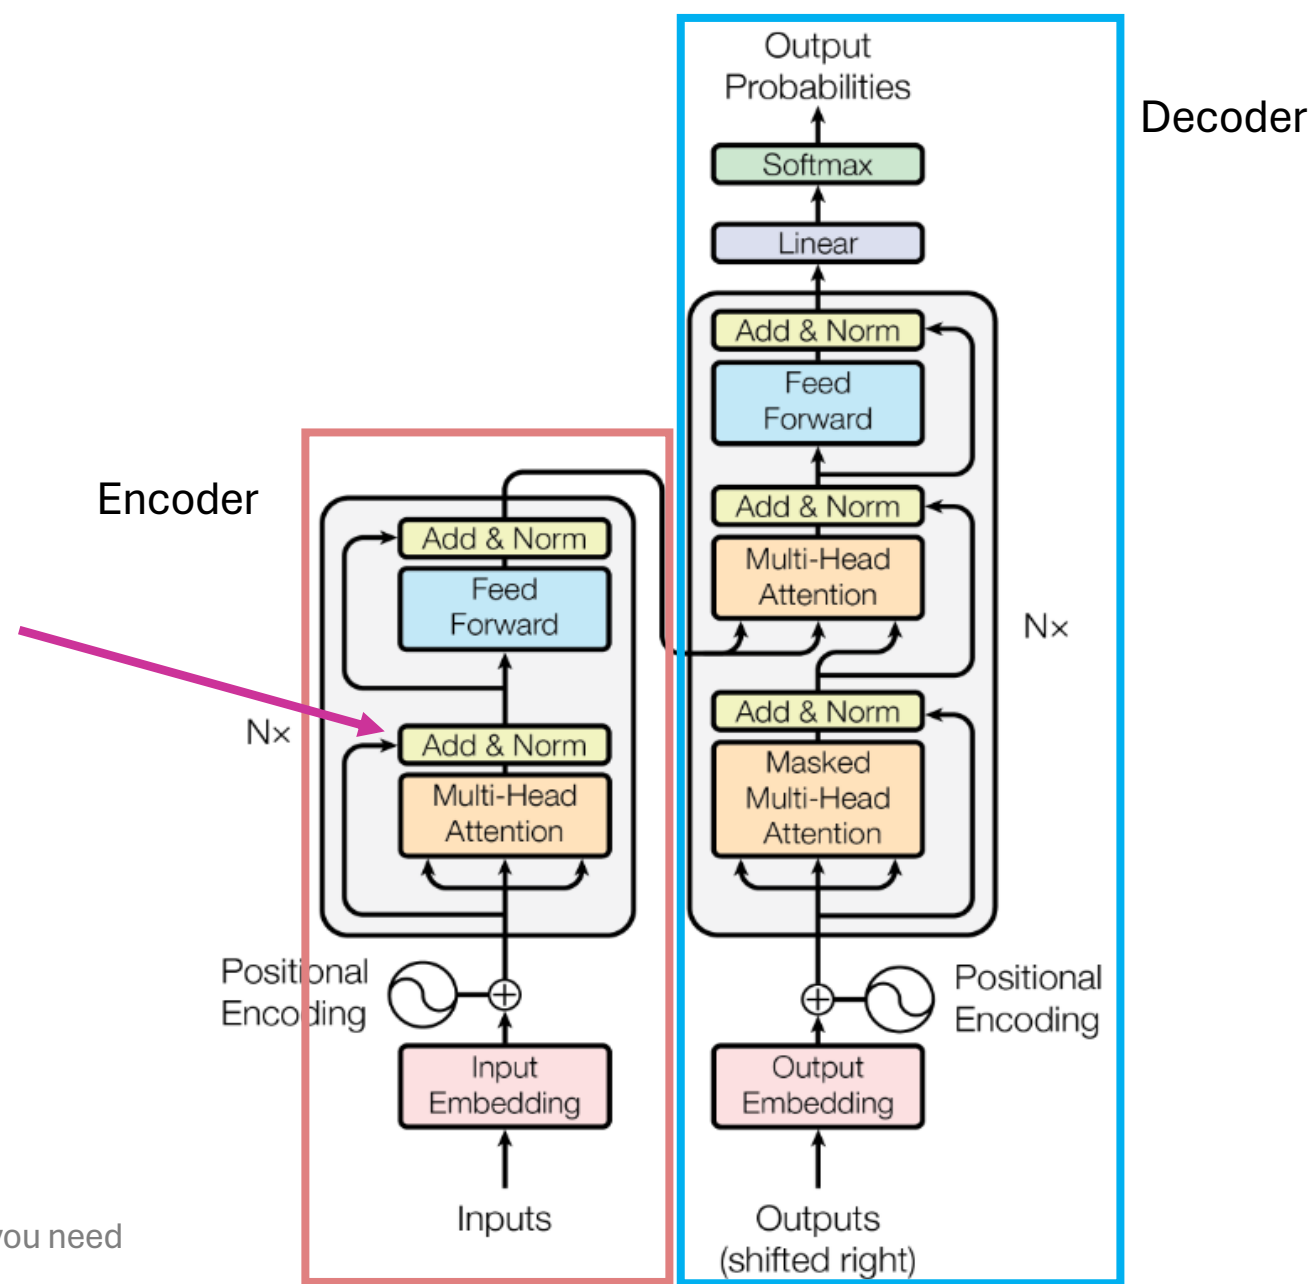 Output
Probabilities
Decoder
Softmax
Linear
Add & Norm
Feed
Forward
Add & Norm
Multi-Head
Attention
Nx
Add & Norm
Masked
Multi-Head
Attention
Encoder
Add & Norm
Feed
Forward
Nx
Add & Norm
Multi-Head
Attention
Positional
Encoding
Positional
Encoding
Input
Embedding
Output
Embedding
Inputs
Outputs
(shifted right)
you need